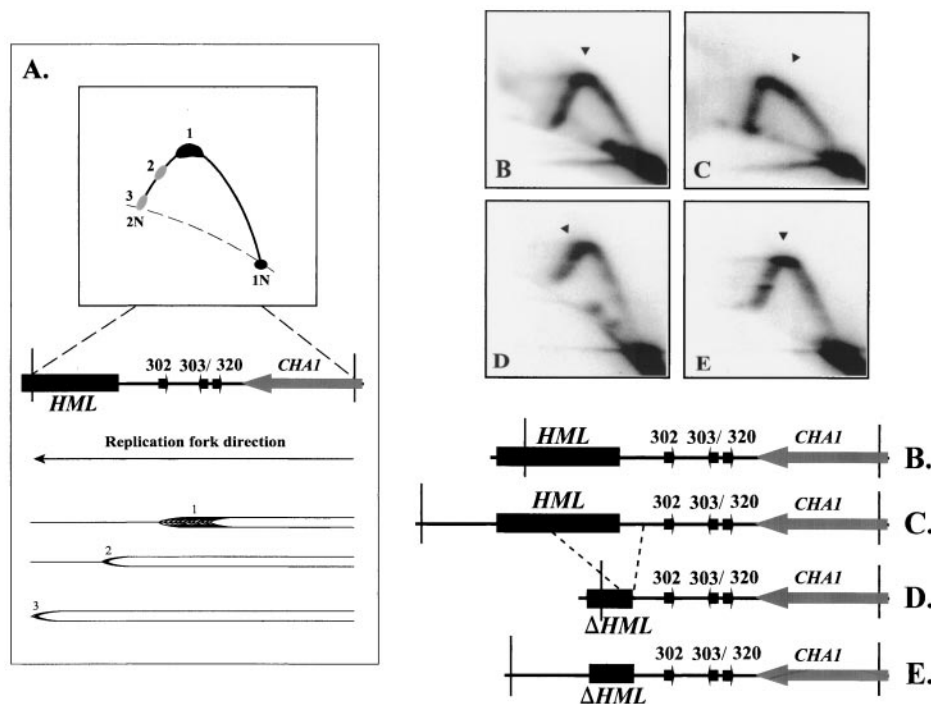 A.
1
2
3
2N
1N
302 303/ 320 CHA1
HML
Replication fork direction
1
2
3
B
C
D
E
HML 302 303/ 320 CHA1 B.
HML 302 303/ 320 CHA1 C.
302 303/ 320 CHA1 D.
ΔHML
302 303/ 320 CHA1 E.
ΔHML